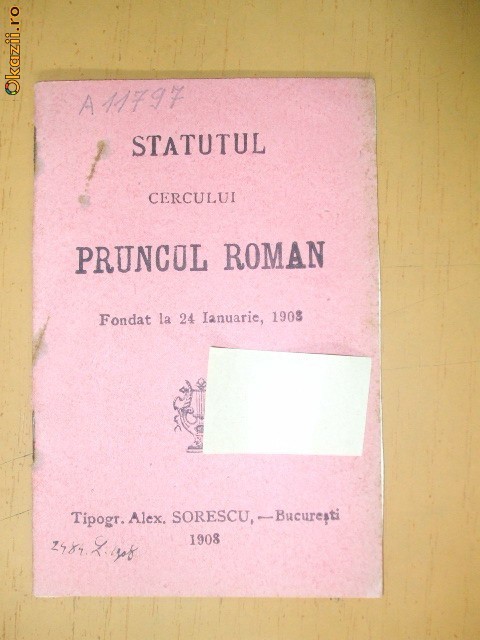 Okazii.ro
A 11797
STATUTUL
CERCULUI
PRUNCUL ROMAN
Fondat la 24 Ianuarie, 1908
Tipogr. Alex. SORESCU, —București
1908